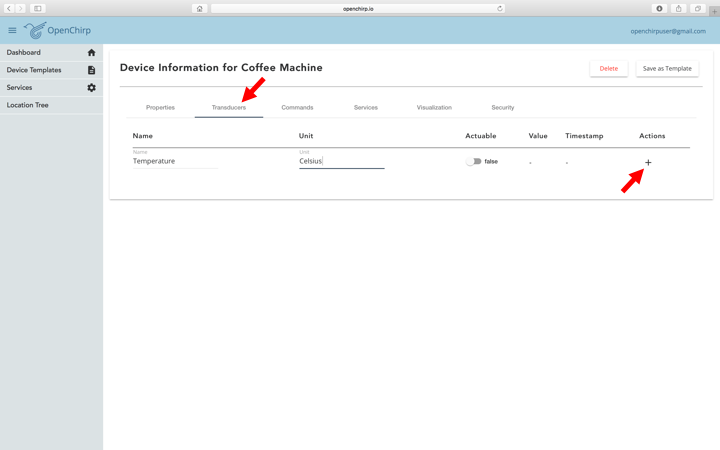 openchirp.io
OpenChirp
openchirpuser@gmail.com
Dashboard
Device Templates
Services
Location Tree
Device Information for Coffee Machine
Delete
Save as Template
Properties Transducers Commands Services Visualization Security
Name Unit Actuable Value Timestamp Actions
Name Unit
Temperature Celsius false - -